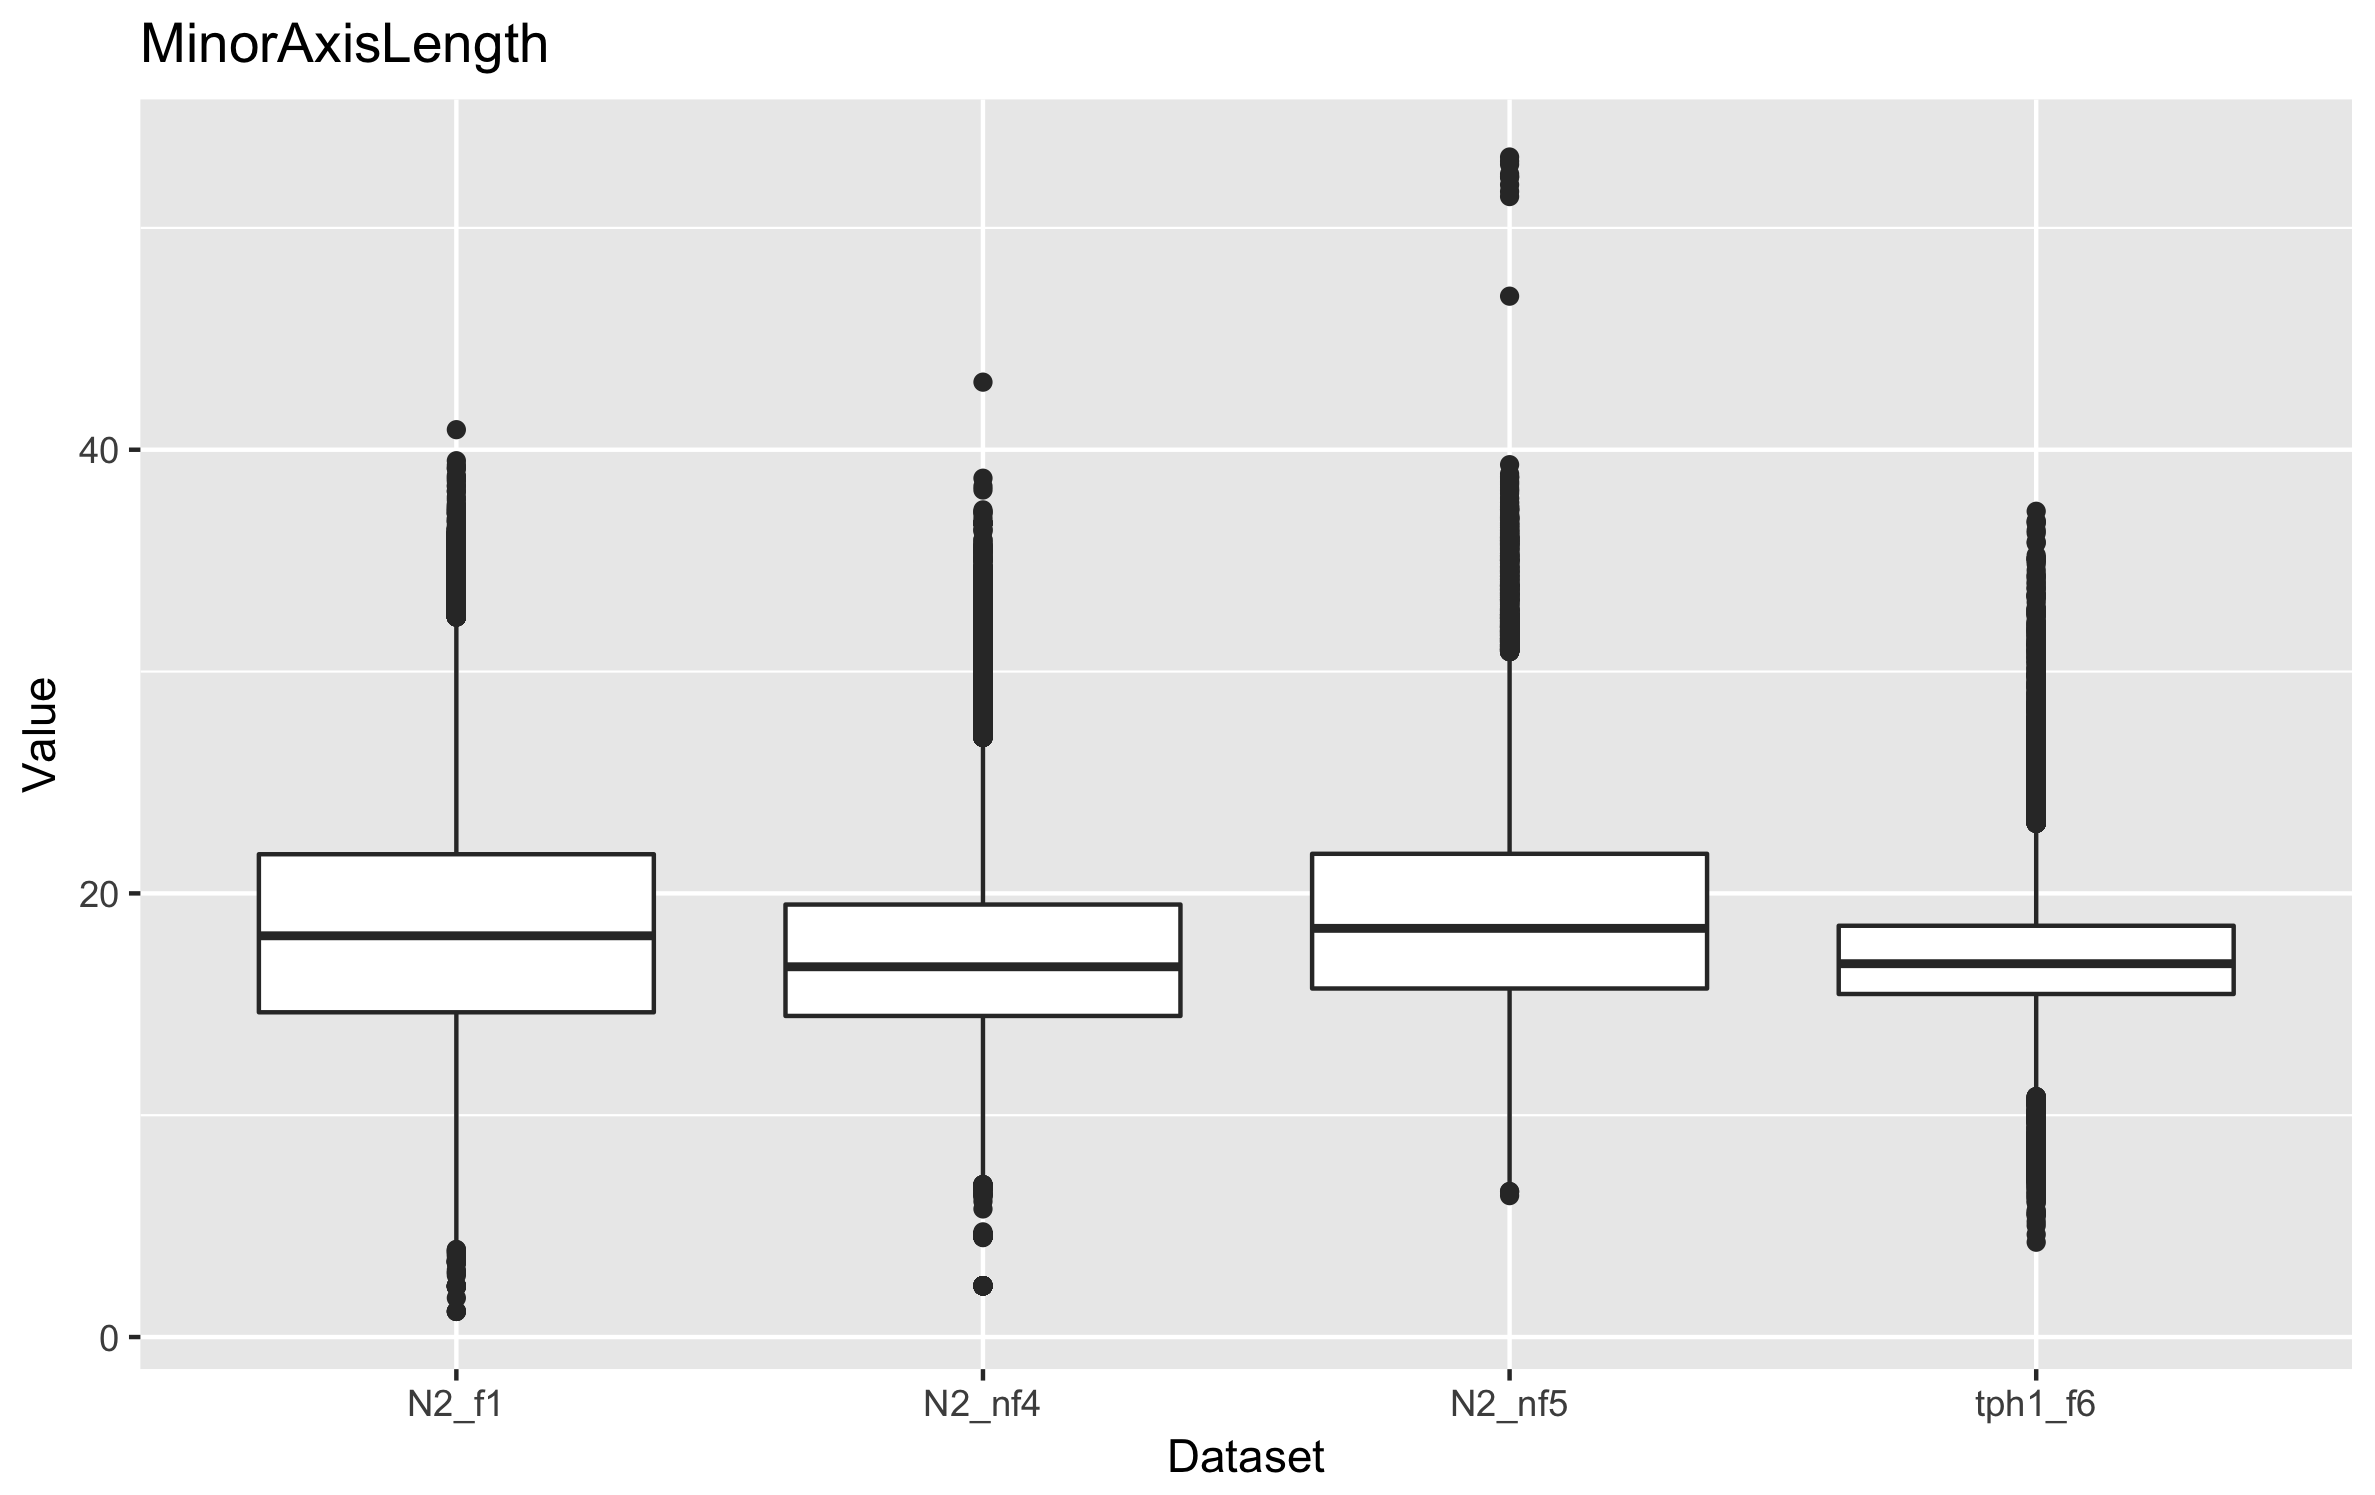 MinorAxisLength
Value
40
20
0
N2_f1 N2_nf4 N2_nf5 tph1_f6
Dataset